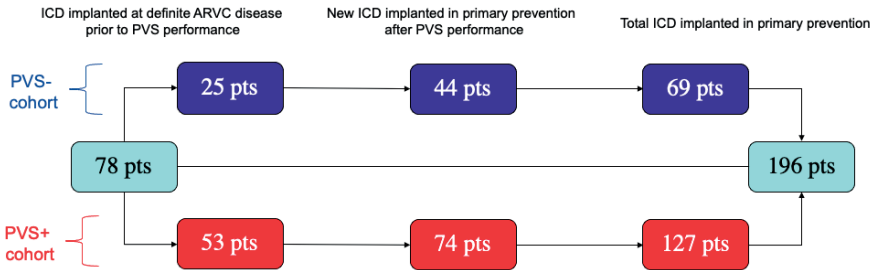 ICD implanted at definite ARVC disease
prior to PVS performance
New ICD implanted in primary prevention
after PVS performance
Total ICD implanted in primary prevention
PVS-
cohort
25 pts
44 pts
69 pts
78 pts
196 pts
PVS+
cohort
53 pts
74 pts
127 pts